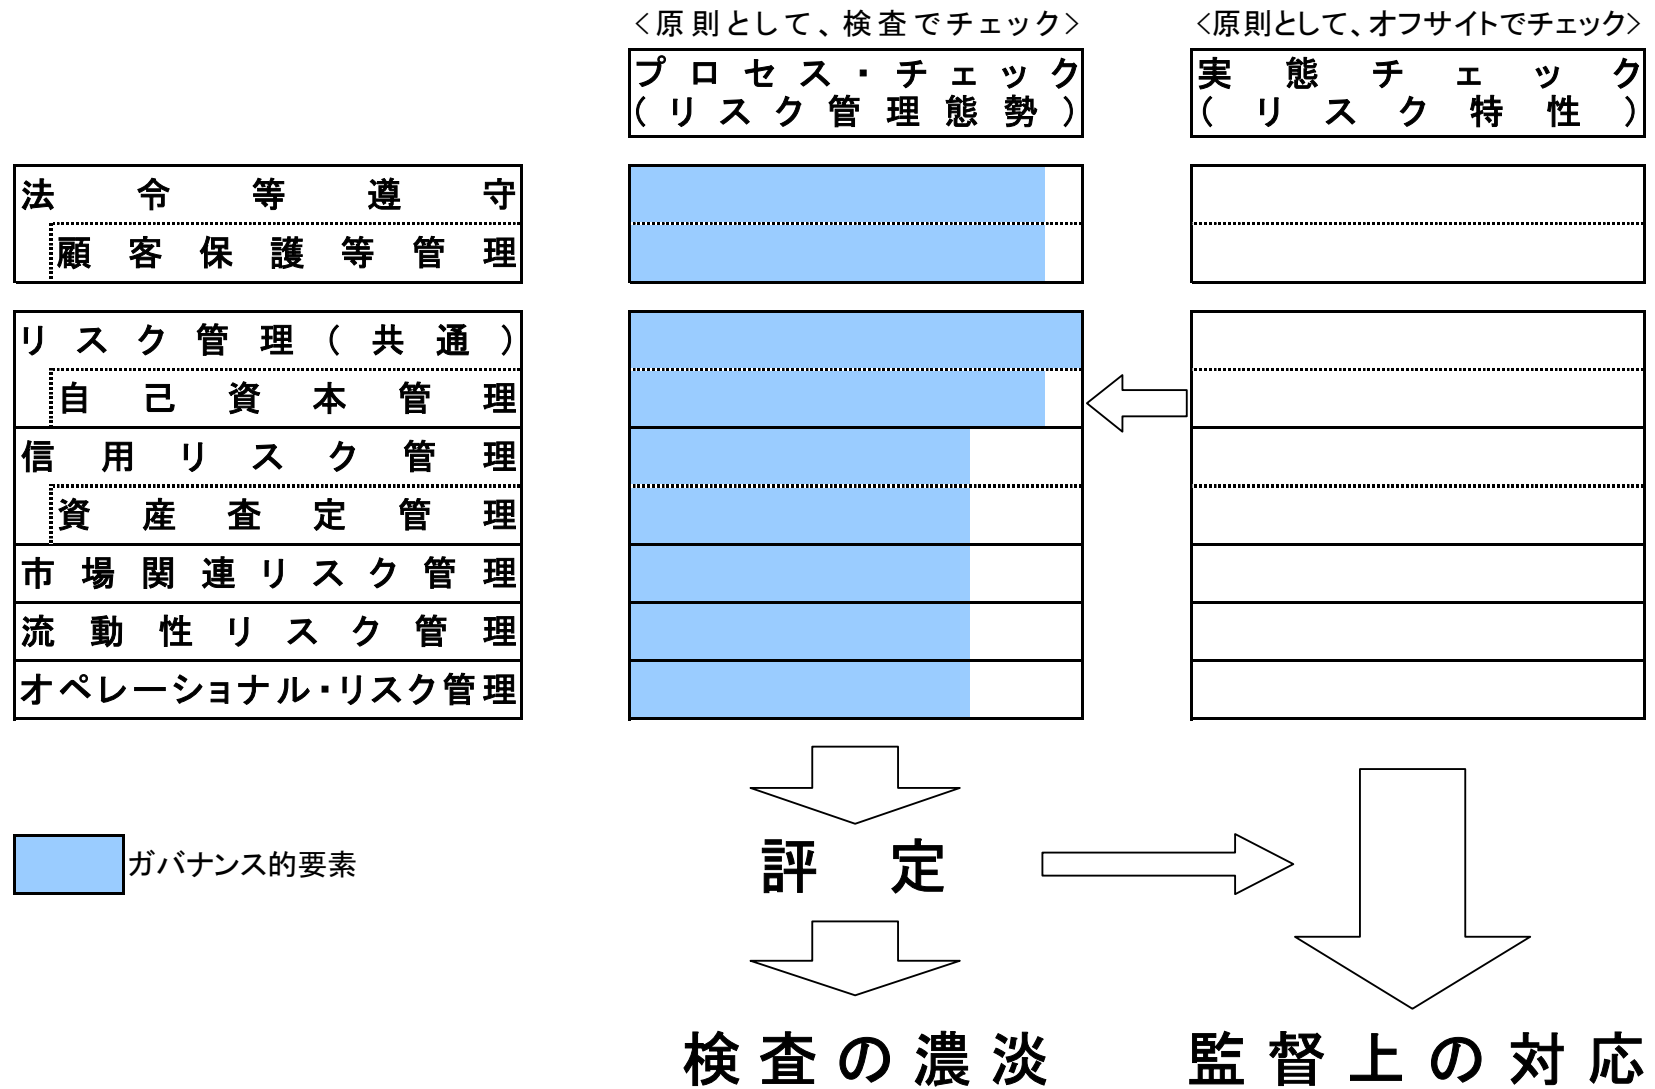 <原則として、検査でチェック>
<原則として、オフサイトでチェック>
プロセス・チェック
(リスク管理態勢)
実態チェック
(リスク特性)
法令等遵守
顧客保護等管理
リスク管理(共通)
自己資本管理
信用リスク管理
資産査定管理
市場関連リスク管理
流動性リスク管理
オペレーショナル・リスク管理
ガバナンス的要素
評定
検査の濃淡
監督上の対応